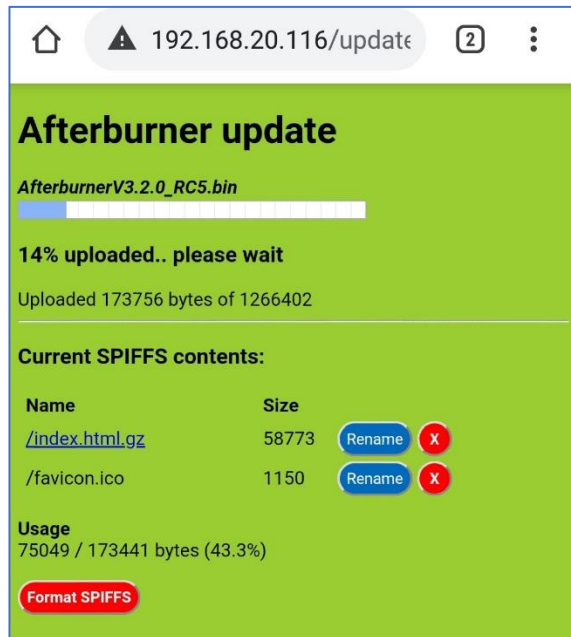 192.168.20.116/update 2
Afterburner update
AfterburnerV3.2.0_RC5.bin
14% uploaded.. please wait
Uploaded 173756 bytes of 1266402
Current SPIFFS contents:
Name Size
/index.html.gz 58773 Rename X
/favicon.ico 1150 Rename X
Usage
75049 / 173441 bytes (43.3%)
Format SPIFFS